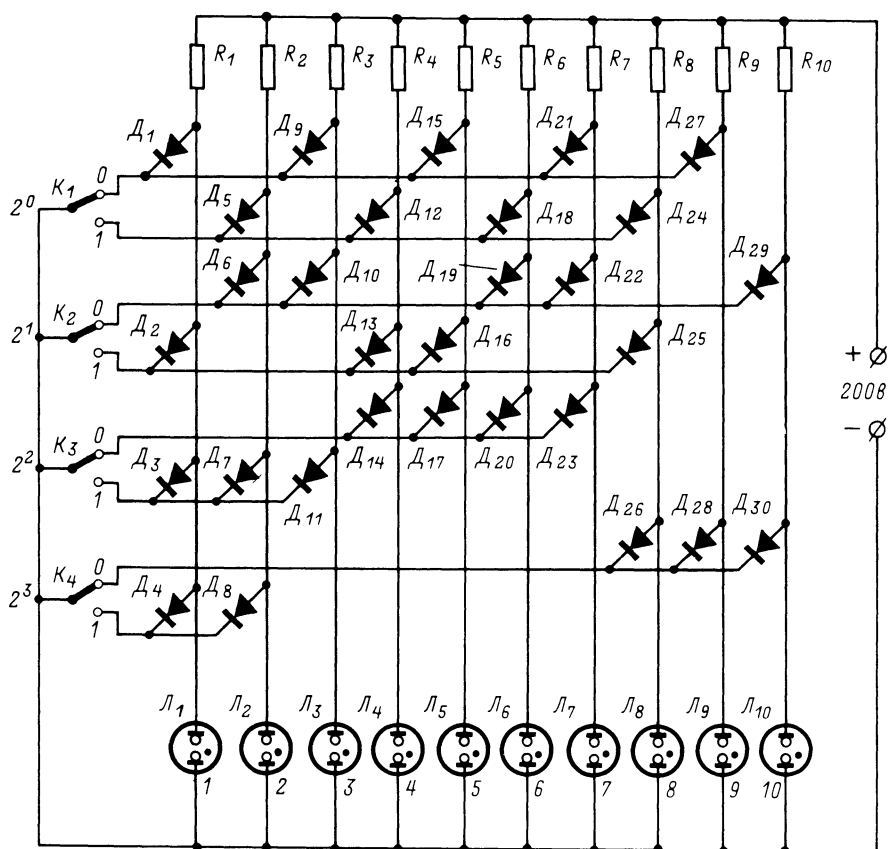 R1 R2 R3 R4 R5 R6 R7 R8 R9 R10
Д1 Д9 Д15 Д21 Д27
2⁰ K1 0
Д5 Д12 Д18 Д24
1
Д6 Д10 Д19 Д22 Д29
2¹ K2 0
Д2 Д13 Д16 Д25
1
+
200В
−
2² K3 0
Д14 Д17 Д20 Д23
Д3 Д7 Д11
1
Д26 Д28 Д30
2³ K4 0
Д4 Д8
1
Л1 Л2 Л3 Л4 Л5 Л6 Л7 Л8 Л9 Л10
1 2 3 4 5 6 7 8 9 10